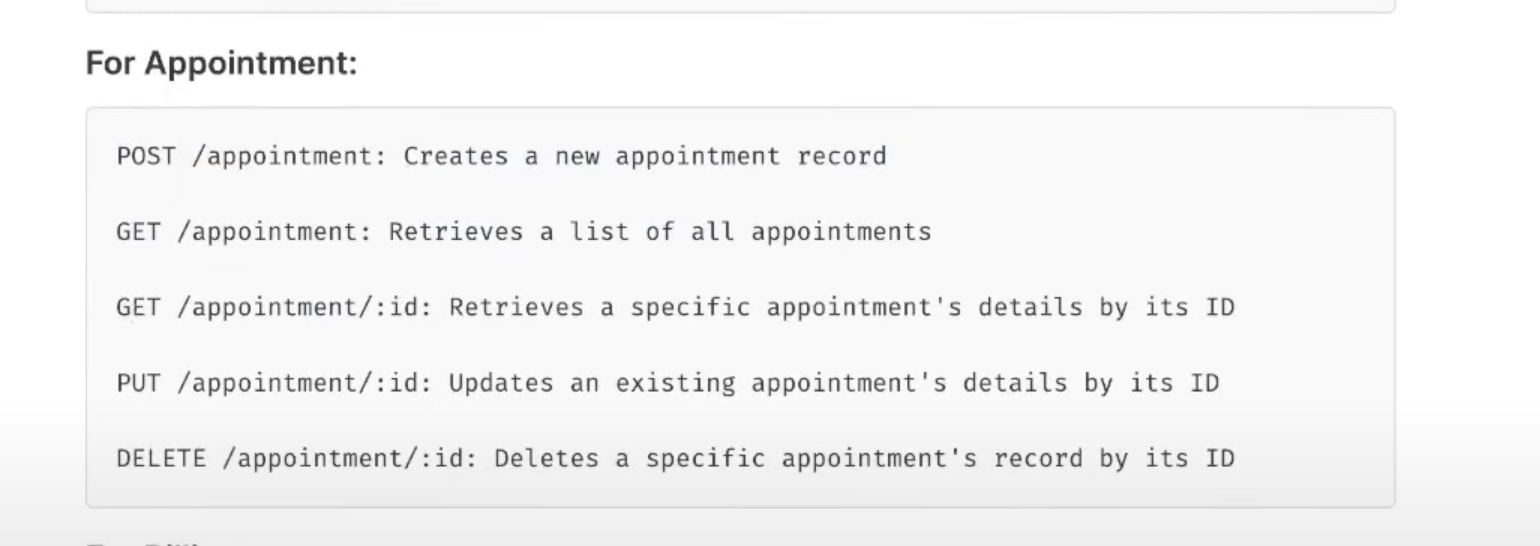 For Appointment:
POST /appointment: Creates a new appointment record
GET /appointment: Retrieves a list of all appointments
GET /appointment/:id: Retrieves a specific appointment's details by its ID
PUT /appointment/:id: Updates an existing appointment's details by its ID
DELETE /appointment/:id: Deletes a specific appointment's record by its ID